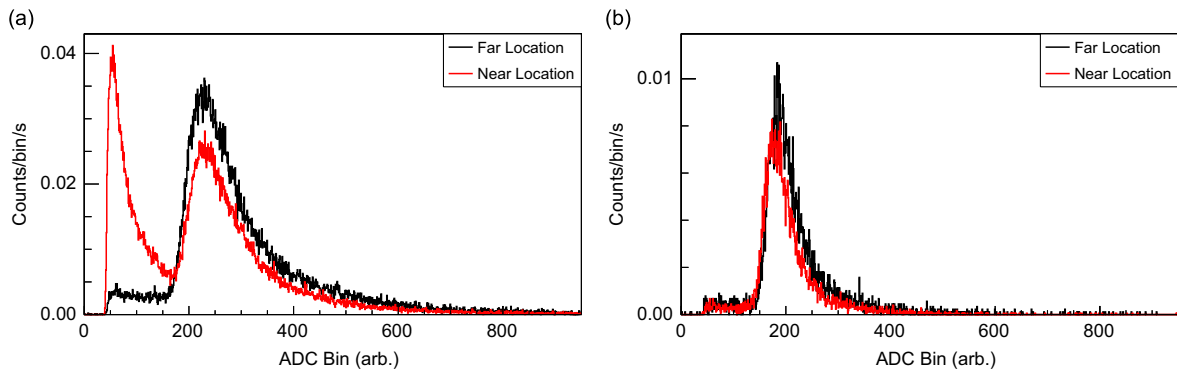 (a)
Far Location
Near Location
Counts/bin/s
0.04
0.02
0.00
0 200 400 600 800
ADC Bin (arb.)
(b)
Far Location
Near Location
Counts/bin/s
0.01
0.00
0 200 400 600 800
ADC Bin (arb.)